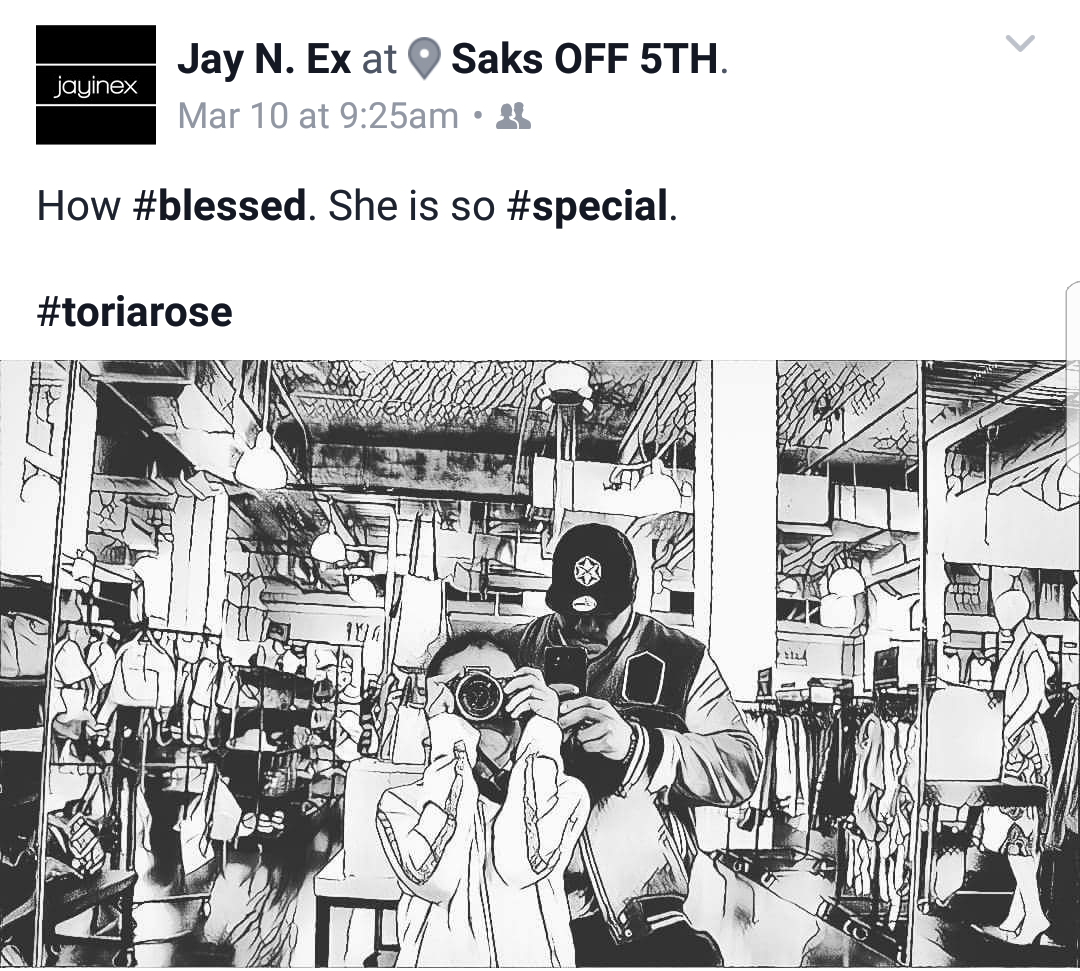 jayinex
Jay N. Ex at Saks OFF 5TH.
Mar 10 at 9:25am •
How #blessed. She is so #special.
#toriarose